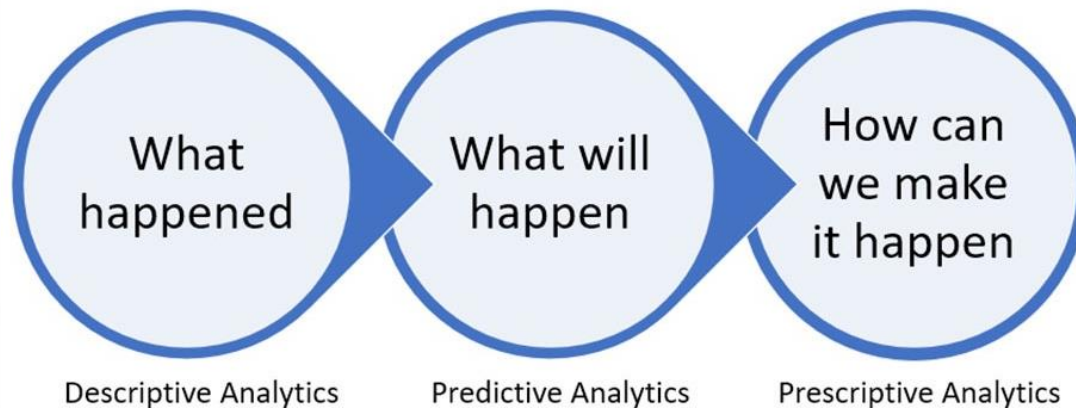 What
happened
What will
happen
How can
we make
it happen
Descriptive Analytics
Predictive Analytics
Prescriptive Analytics